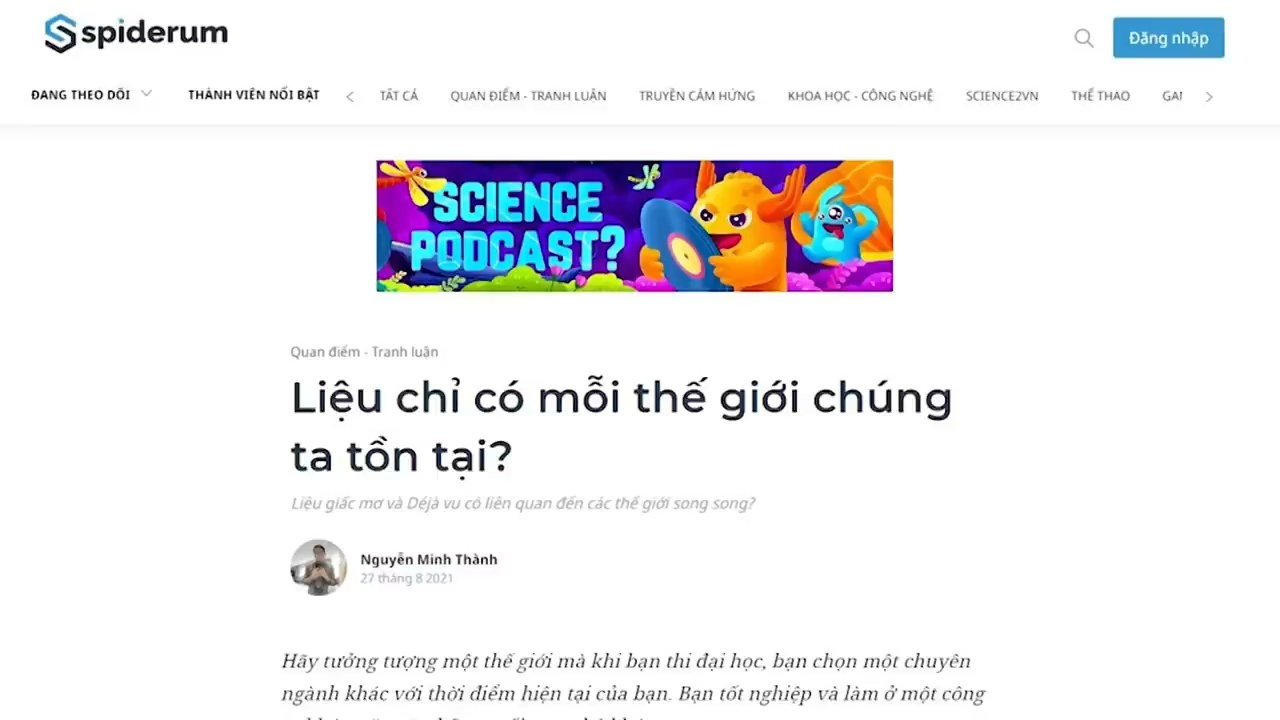 spiderum
Đăng nhập
ĐANG THEO DÕI THÀNH VIÊN NỔI BẬT TẤT CẢ QUAN ĐIỂM - TRANH LUẬN TRUYỀN CẢM HỨNG KHOA HỌC - CÔNG NGHỆ SCIENCE2VN THỂ THAO
SCIENCE
PODCAST?
Quan điểm - Tranh luận
Liệu chỉ có mỗi thế giới chúng
ta tồn tại?
Liệu giấc mơ và Déjà vu có liên quan đến các thế giới song song?
Nguyễn Minh Thành
27 tháng 8 2021
Hãy tưởng tượng một thế giới mà khi bạn thi đại học, bạn chọn một chuyên
ngành khác với thời điểm hiện tại của bạn. Bạn tốt nghiệp và làm ở một công